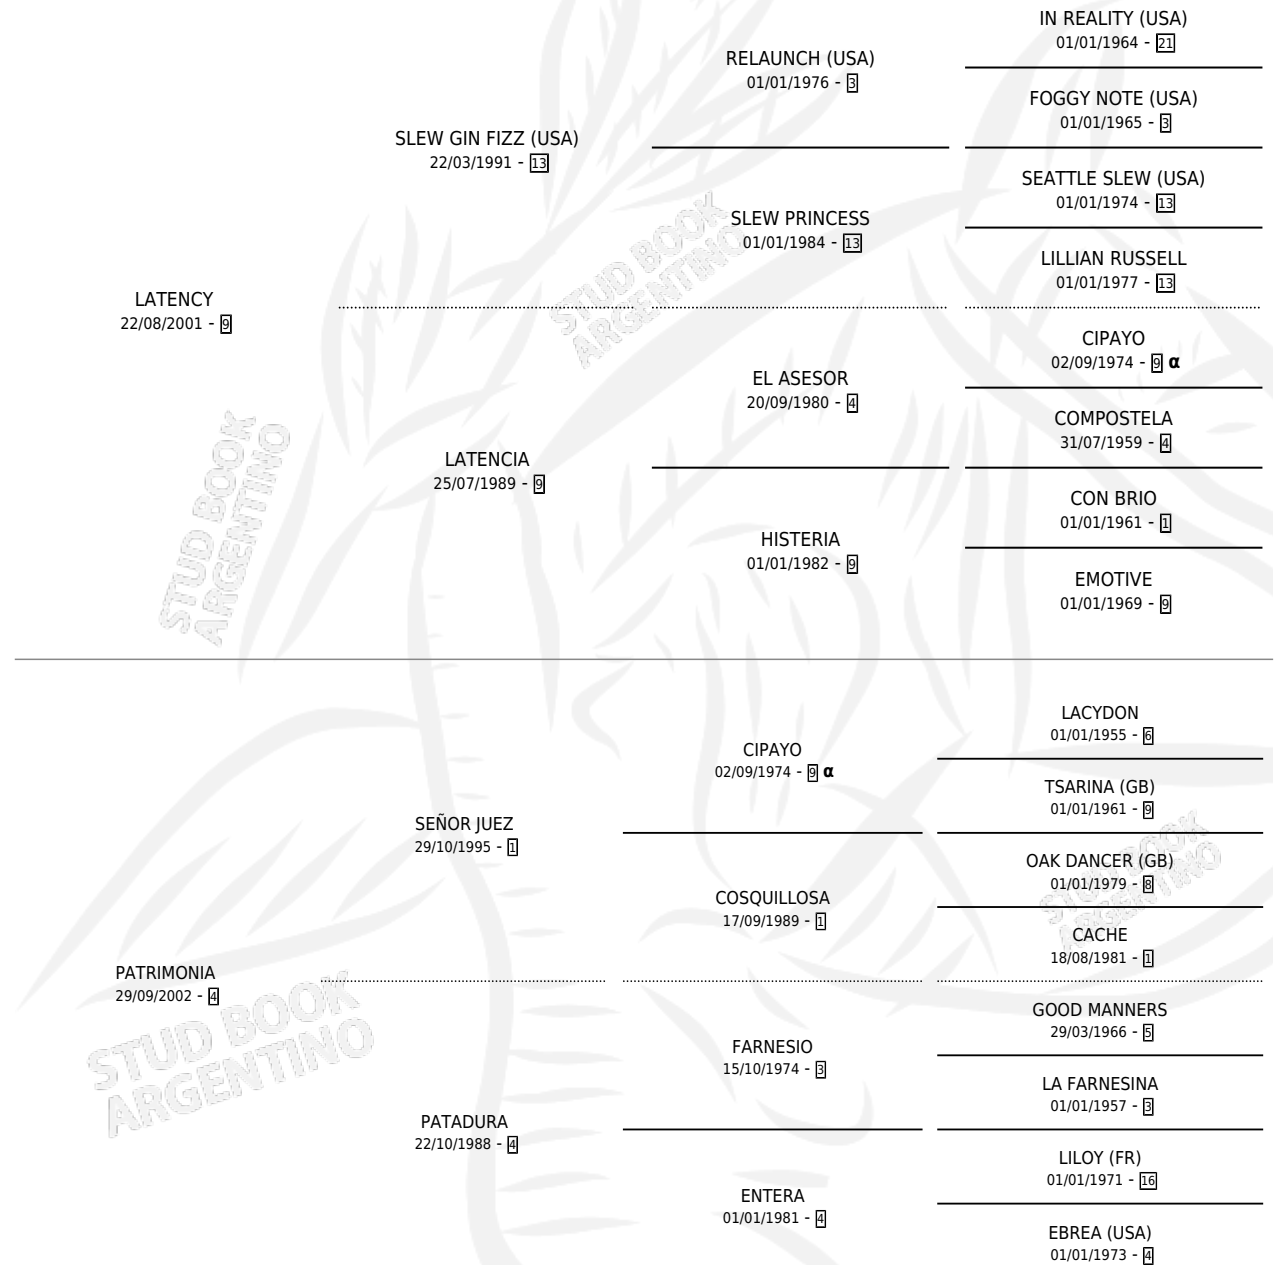 IN REALITY (USA)
01/01/1964 - 21
RELAUNCH (USA)
01/01/1976 - 3
FOGGY NOTE (USA)
01/01/1965 - 3
SLEW GIN FIZZ (USA)
22/03/1991 - 13
SEATTLE SLEW (USA)
01/01/1974 - 13
SLEW PRINCESS
01/01/1984 - 13
LILLIAN RUSSELL
01/01/1977 - 13
STUD BOOK
ARGENTINO
LATENCY
22/08/2001 - 9
CIPAYO
02/09/1974 - 9 α
EL ASESOR
20/09/1980 - 4
COMPOSTELA
31/07/1959 - 4
LATENCIA
25/07/1989 - 9
CON BRIO
01/01/1961 - 1
HISTERIA
01/01/1982 - 9
EMOTIVE
01/01/1969 - 9
STUD BOOK
ARGENTINO
LACYDON
01/01/1955 - 6
CIPAYO
02/09/1974 - 9 α
TSARINA (GB)
01/01/1961 - 9
SEÑOR JUEZ
29/10/1995 - 1
OAK DANCER (GB)
01/01/1979 - 8
COSQUILLOSA
17/09/1989 - 1
CACHE
18/08/1981 - 1
STUD BOOK
ARGENTINO
PATRIMONIA
29/09/2002 - 4
GOOD MANNERS
29/03/1966 - 5
FARNESIO
15/10/1974 - 3
LA FARNESINA
01/01/1957 - 3
STUD BOOK
ARGENTINO
PATADURA
22/10/1988 - 4
LILOY (FR)
01/01/1971 - 16
ENTERA
01/01/1981 - 4
EBREA (USA)
01/01/1973 - 4